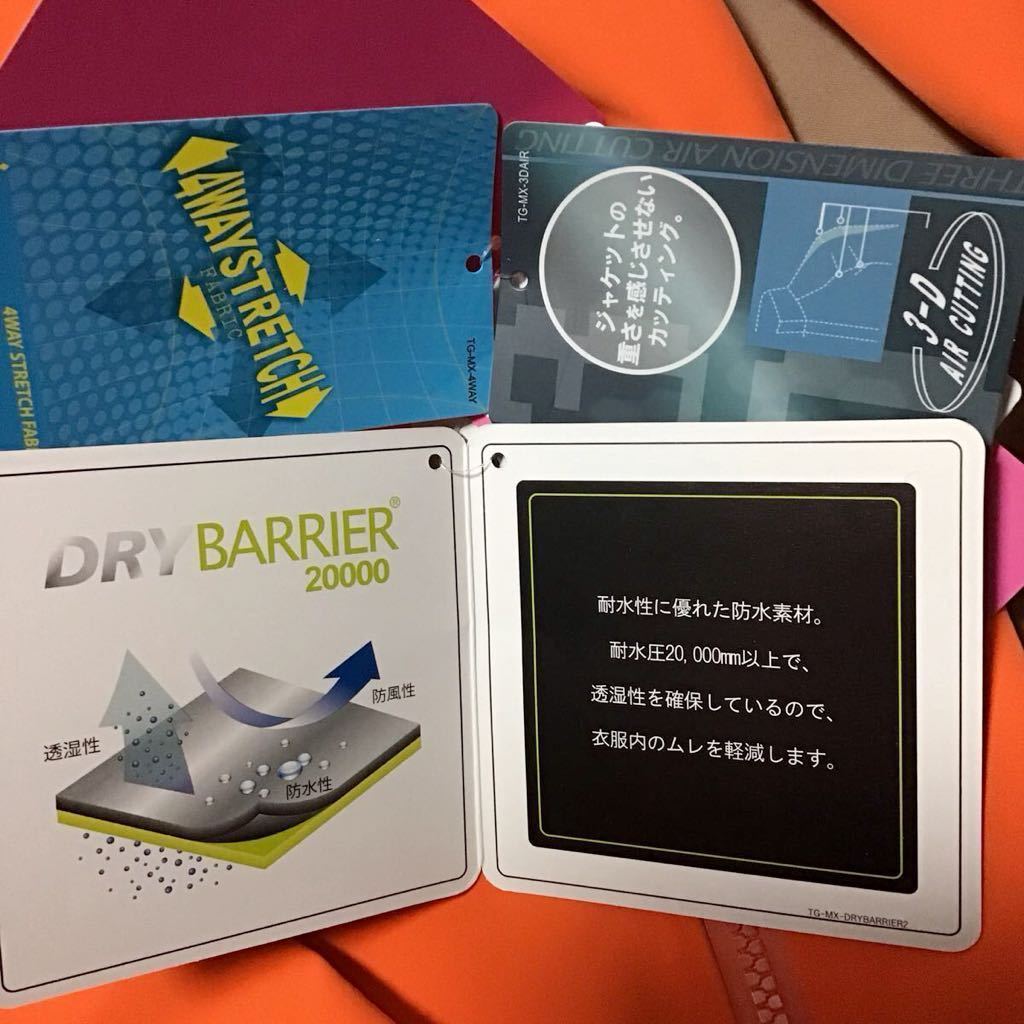 4WAYSTRETCH
FABRIC
TG-MX-4WAY
4WAY STRETCH FAB
TG-MX-3DAIR
THREE DIMENSION AIR CUTTING
ジャケットの
重さを感じさせない
カッティング。
3-D
AIR CUTTING
DRY BARRIER®
20000
透湿性
防風性
防水性
耐水性に優れた防水素材。
耐水圧20,000mm以上で、
透湿性を確保しているので、
衣服内のムレを軽減します。
TG-MX-DRYBARRIER2